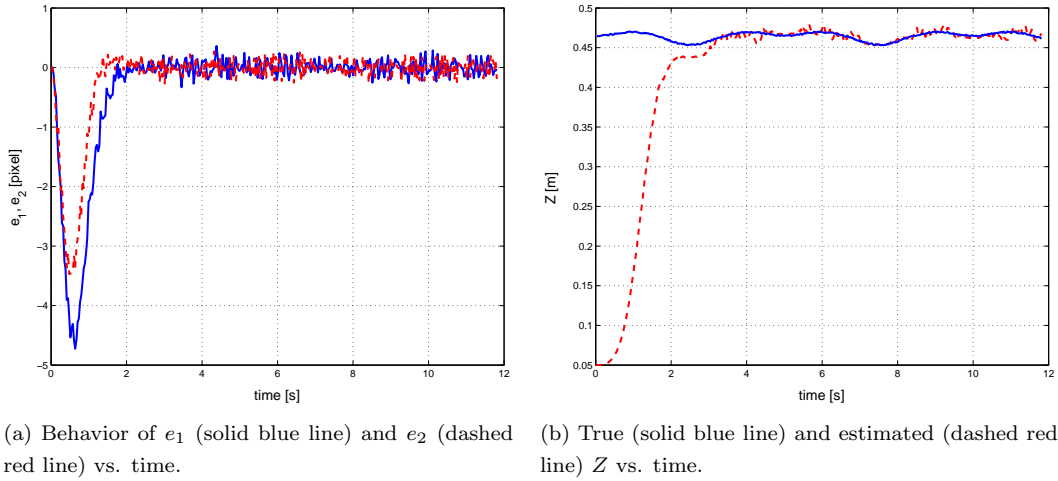 1
0
−1
−2
−3
−4
−5
0 2 4 6 8 10 12
e1, e2 [pixel]
time [s]
0.5
0.45
0.4
0.35
0.3
0.25
0.2
0.15
0.1
0.05
0 2 4 6 8 10 12
Z [m]
time [s]
(a) Behavior of e1 (solid blue line) and e2 (dashed
red line) vs. time.
(b) True (solid blue line) and estimated (dashed red
line) Z vs. time.